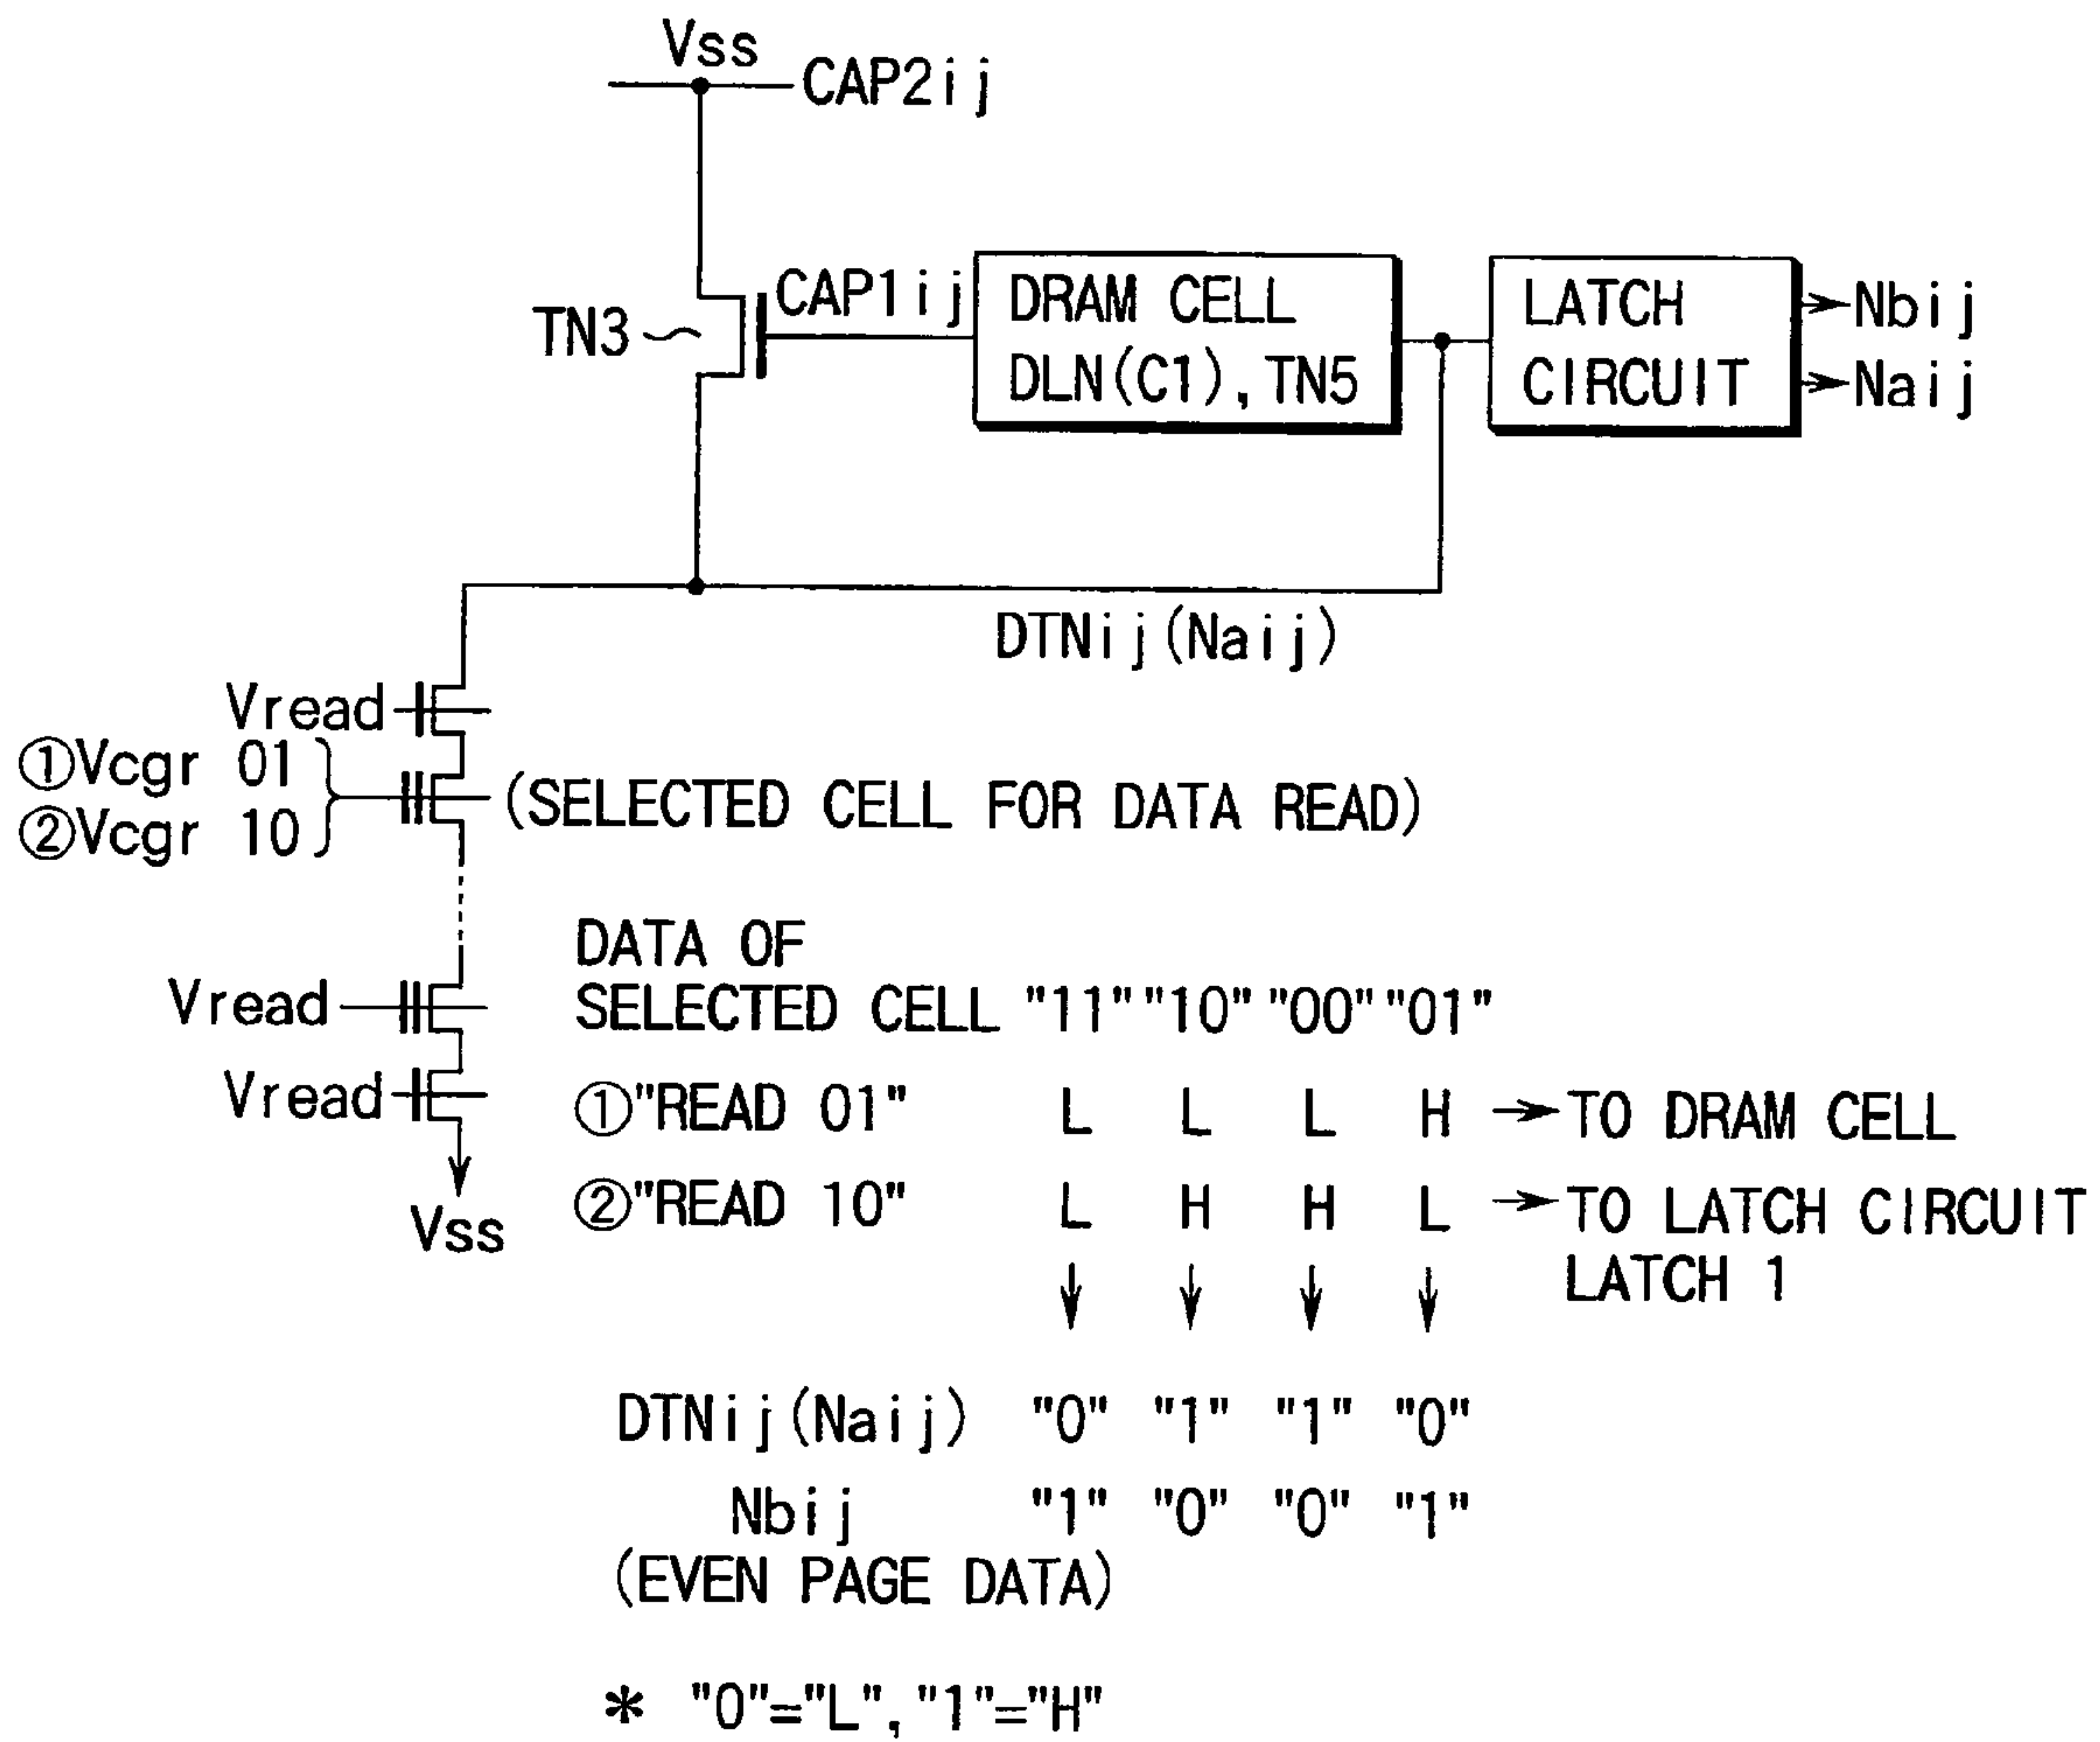 Vss
CAP2ij
CAP1ij
TN3
DRAM CELL
DLN(C1), TN5
LATCH
CIRCUIT
Nbij
Naij
DTNij(Naij)
Vread
①Vcgr 01
②Vcgr 10
(SELECTED CELL FOR DATA READ)
Vread
Vread
Vss
DATA OF
SELECTED CELL "11" "10" "00" "01"
①"READ 01" L L L H → TO DRAM CELL
②"READ 10" L H H L → TO LATCH CIRCUIT
LATCH 1
DTNij(Naij) "0" "1" "1" "0"
Nbij "1" "0" "0" "1"
(EVEN PAGE DATA)
* "0"="L", "1"="H"